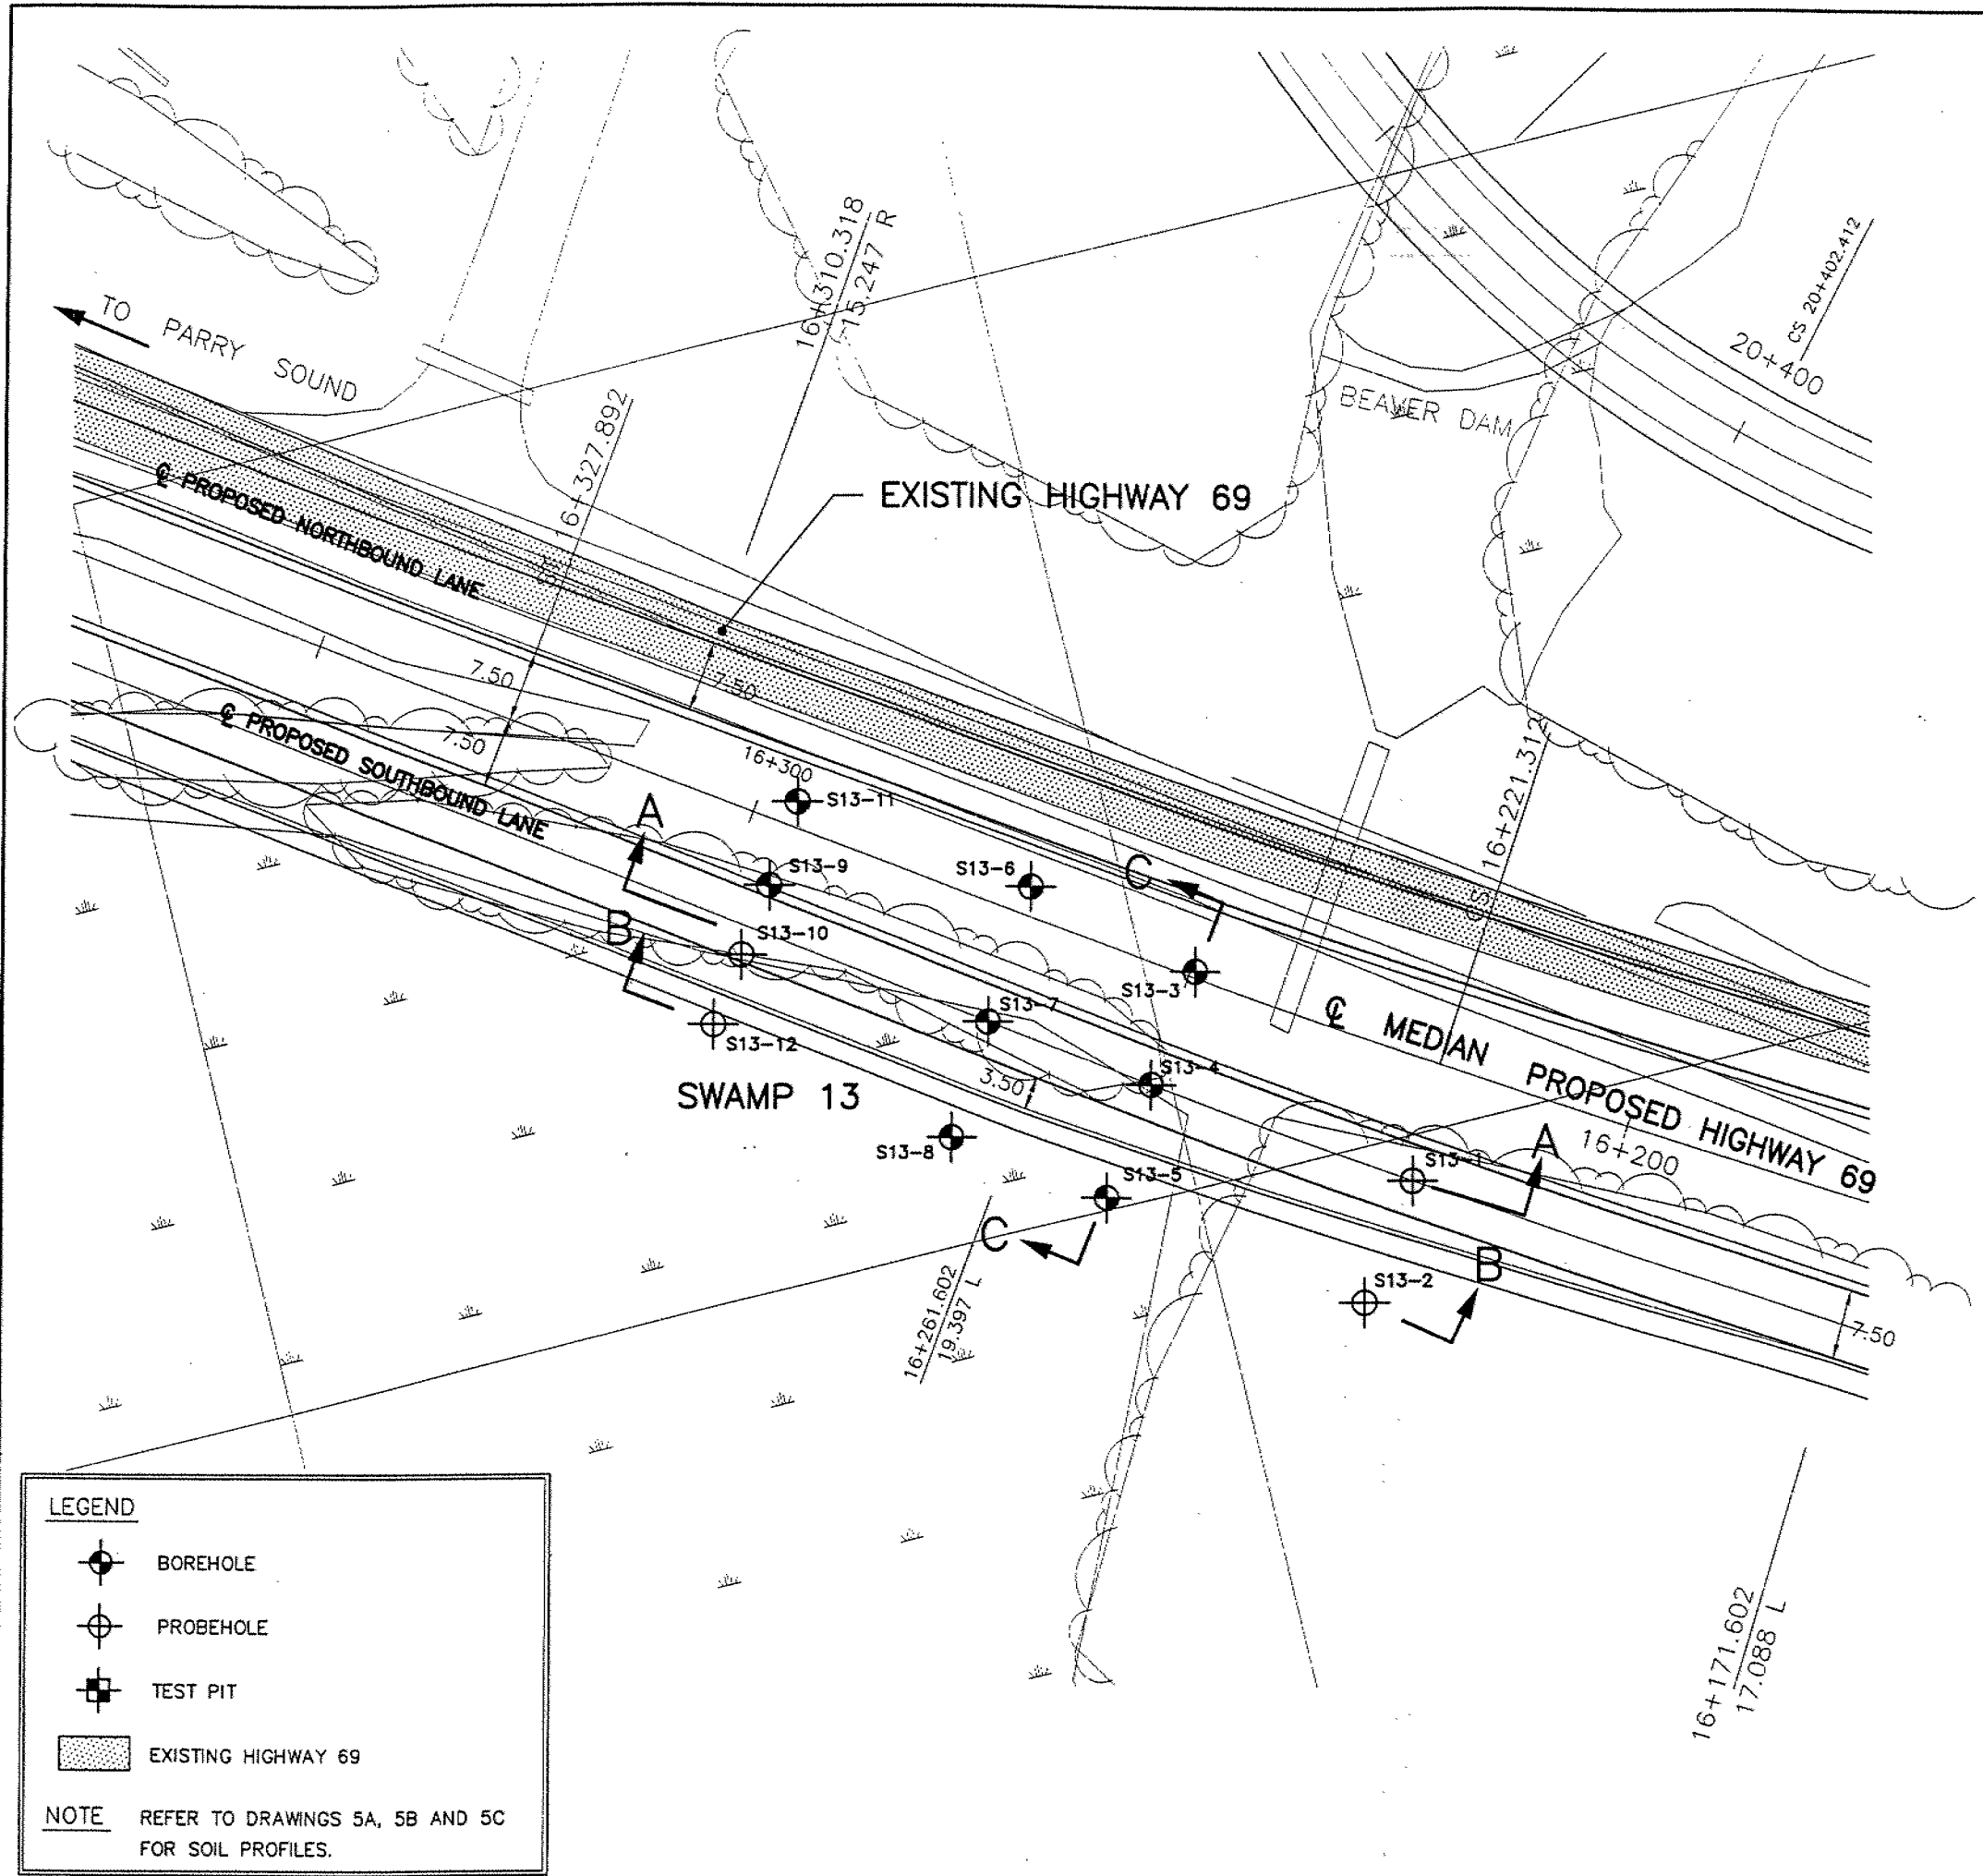 16+310.318
15.247 R
CS 20+402.412
20+400
TO PARRY SOUND
BEAVER DAM
16+327.892
EXISTING HIGHWAY 69
℄ PROPOSED NORTHBOUND LANE
7.50
7.50
7.50
℄ PROPOSED SOUTHBOUND LANE
16+300
CS 16+221.312
S13-11
A
S13-9
S13-6
C
B
S13-10
S13-3
S13-7
S13-12
℄ MEDIAN PROPOSED HIGHWAY 69
S13-4
3.50
SWAMP 13
16+200
A
S13-8
S13-1
S13-5
C
B
S13-2
16+261.602
19.397 L
7.50
16+171.602
17.088 L
LEGEND
BOREHOLE
PROBEHOLE
TEST PIT
EXISTING HIGHWAY 69
NOTE REFER TO DRAWINGS 5A, 5B AND 5C
FOR SOIL PROFILES.